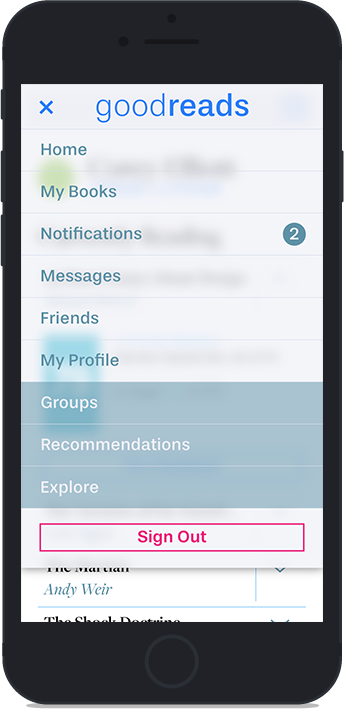 × goodreads
Home
My Books
Notifications 2
Messages
Friends
My Profile
Groups
Recommendations
Explore
Sign Out
The Martian
Andy Weir
The Shock Doctrine